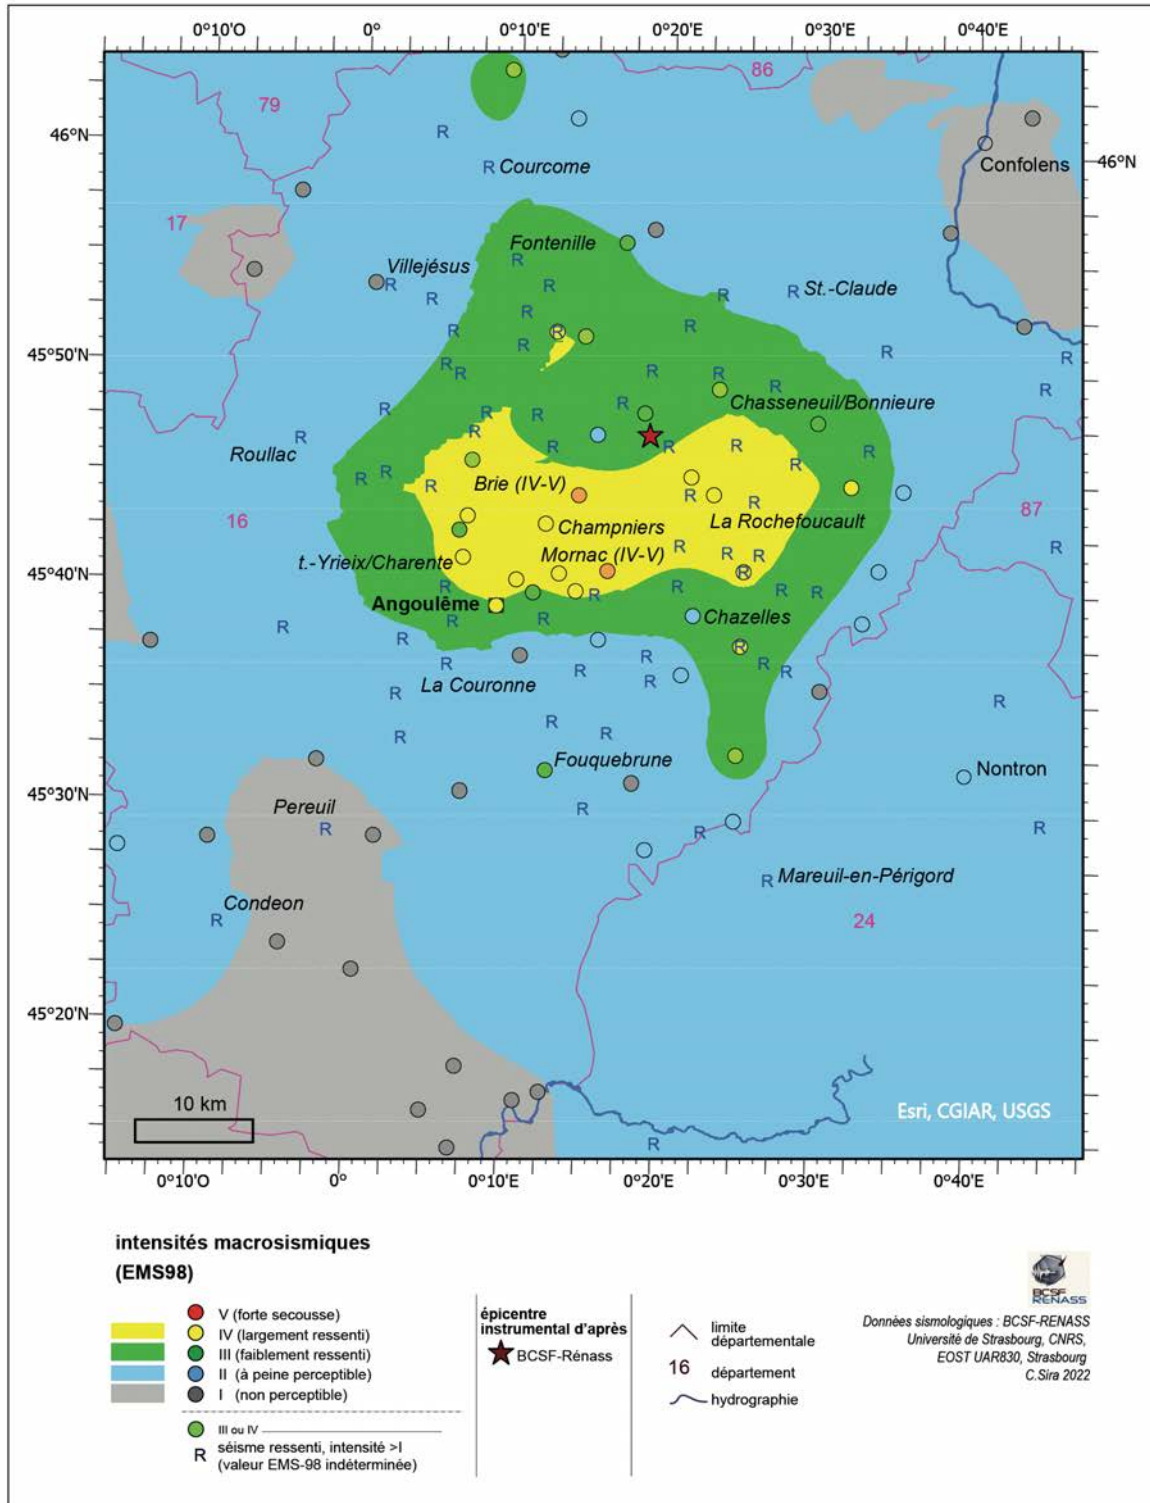 0°10'O 0° 0°10'E 0°20'E 0°30'E 0°40'E
86
79
46°N
46°N
R
R Courcome
Confolens
17
Fontenille
R
Villejésus
R
R
R
R St.-Claude
R
R
R
R
R
R
45°50'N
R
R
R
R
R
R
R
R
R
R
Chasseneuil/Bonnieure
R
R
R
R
R
R
R
R
R
Roullac
R
R
R
R
R
Brie (IV-V)
R
R
16
Champniers
La Rochefoucault
87
R
Mornac (IV-V)
R
R
R
t.-Yrieix/Charente
45°40'N
R
R
R
R
R
R
Angoulême
R
R
Chazelles
R
R
R
R
R
R
R
R
R
La Couronne
R
R
R
R
R
R
Fouquebrune
Nontron
45°30'N
Pereuil
R
R
R
R
R Mareuil-en-Périgord
Condeon
R
24
45°20'N
10 km
Esri, CGIAR, USGS
R
0°10'O 0° 0°10'E 0°20'E 0°30'E 0°40'E
intensités macrosismiques
(EMS98)
V (forte secousse)
IV (largement ressenti)
III (faiblement ressenti)
II (à peine perceptible)
I (non perceptible)
III ou IV
R séisme ressenti, intensité >I
(valeur EMS-98 indéterminée)
épicentre
instrumental d'après
BCSF-Rénass
limite
départementale
16 département
hydrographie
BCSF
RENASS
Données sismologiques : BCSF-RENASS
Université de Strasbourg, CNRS,
EOST UAR830, Strasbourg
C.Sira 2022